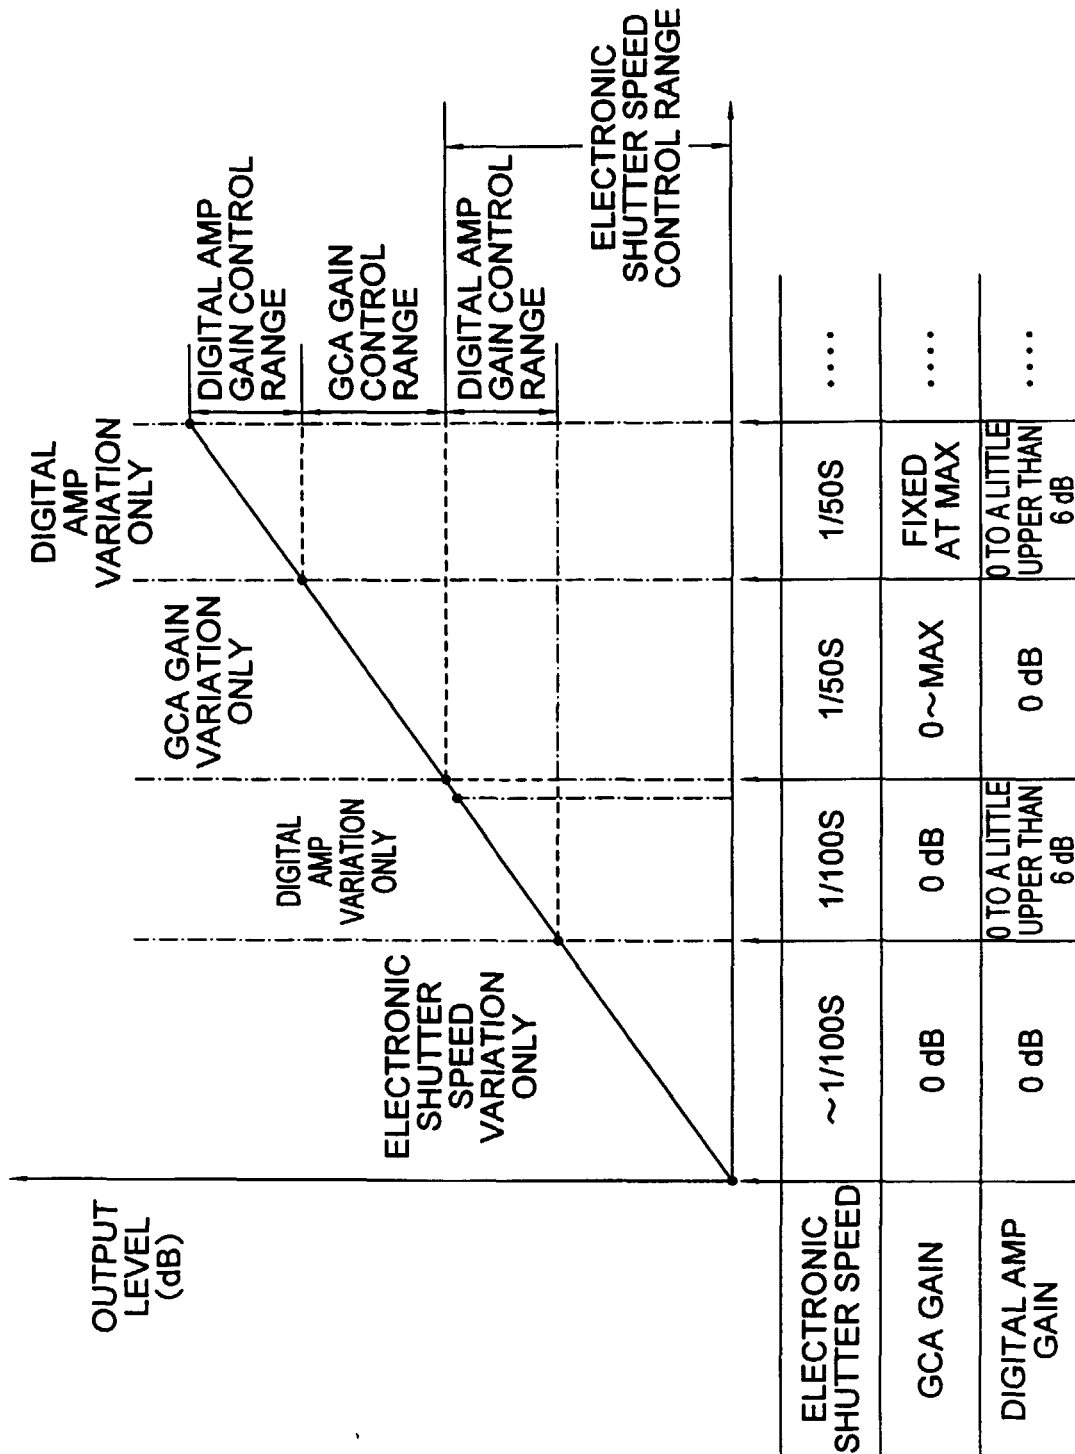 OUTPUT
LEVEL
(dB)
ELECTRONIC
SHUTTER
SPEED
VARIATION
ONLY
DIGITAL
AMP
VARIATION
ONLY
GCA GAIN
VARIATION
ONLY
DIGITAL
AMP
VARIATION
ONLY
DIGITAL AMP
GAIN CONTROL
RANGE
GCA GAIN
CONTROL
RANGE
DIGITAL AMP
GAIN CONTROL
RANGE
ELECTRONIC
SHUTTER SPEED
CONTROL RANGE
ELECTRONIC
SHUTTER SPEED
~1/100S
1/100S
1/50S
1/50S
....
GCA GAIN
0 dB
0 dB
0~MAX
FIXED
AT MAX
....
DIGITAL AMP
GAIN
0 dB
0 TO A LITTLE
UPPER THAN
6 dB
0 dB
0 TO A LITTLE
UPPER THAN
6 dB
....